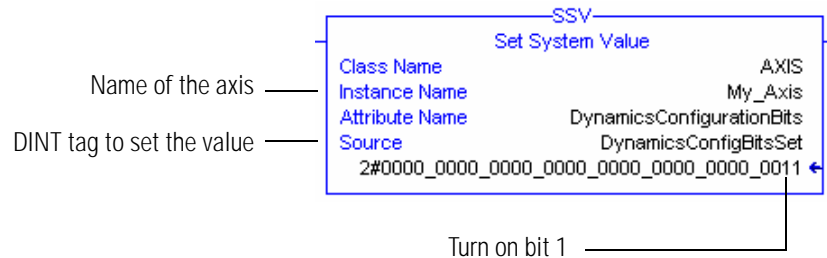 SSV
Set System Value
Class Name AXIS
Name of the axis Instance Name My_Axis
Attribute Name DynamicsConfigurationBits
DINT tag to set the value Source DynamicsConfigBitsSet
2#0000_0000_0000_0000_0000_0000_0000_0011
Turn on bit 1